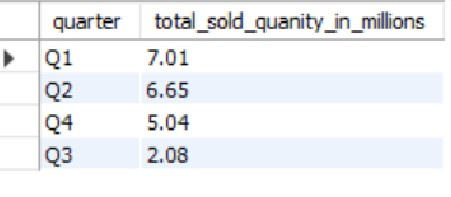 quarter total_sold_quanity_in_millions
Q1 7.01
Q2 6.65
Q4 5.04
Q3 2.08